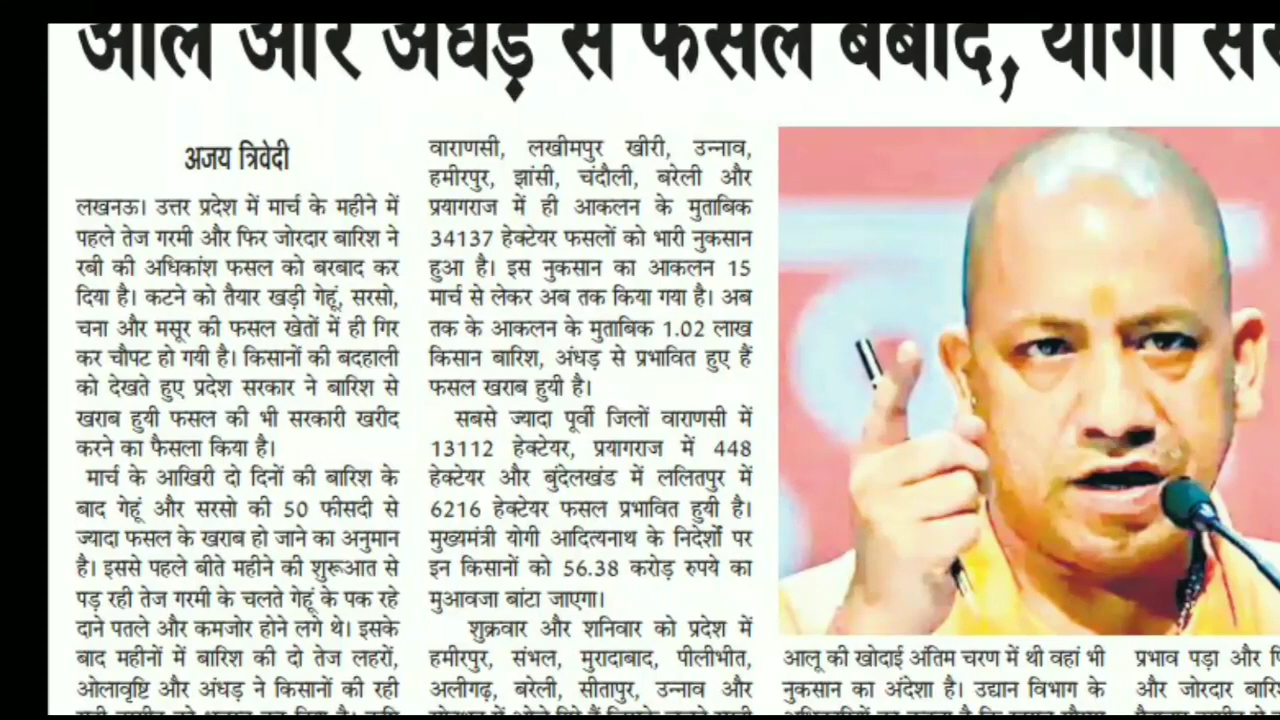 ओले और अंधड़ से फसल बर्बाद, योगी
अजय त्रिवेदी
लखनऊ। उत्तर प्रदेश में मार्च के महीने में
पहले तेज गरमी और फिर जोरदार बारिश ने
रबी की अधिकांश फसल को बरबाद कर
दिया है। कटने को तैयार खड़ी गेहूं, सरसो,
चना और मसूर की फसल खेतों में ही गिर
कर चौपट हो गयी है। किसानों की बदहाली
को देखते हुए प्रदेश सरकार ने बारिश से
खराब हुयी फसल की भी सरकारी खरीद
करने का फैसला किया है।
मार्च के आखिरी दो दिनों की बारिश के
बाद गेहूं और सरसो की 50 फीसदी से
ज्यादा फसल के खराब हो जाने का अनुमान
है। इससे पहले बीते महीने की शुरूआत से
पड़ रही तेज गरमी के चलते गेहूं के पक रहे
दाने पतले और कमजोर होने लगे थे। इसके
बाद महीनों में बारिश की दो तेज लहरों,
ओलावृष्टि और अंधड़ ने किसानों की रही
वाराणसी, लखीमपुर खीरी, उन्नाव,
हमीरपुर, झांसी, चंदौली, बरेली और
प्रयागराज में ही आकलन के मुताबिक
34137 हेक्टेयर फसलों को भारी नुकसान
हुआ है। इस नुकसान का आकलन 15
मार्च से लेकर अब तक किया गया है। अब
तक के आकलन के मुताबिक 1.02 लाख
किसान बारिश, अंधड़ से प्रभावित हुए हैं
फसल खराब हुयी है।
सबसे ज्यादा पूर्वी जिलों वाराणसी में
13112 हेक्टेयर, प्रयागराज में 448
हेक्टेयर और बुंदेलखंड में ललितपुर में
6216 हेक्टेयर फसल प्रभावित हुयी है।
मुख्यमंत्री योगी आदित्यनाथ के निर्देशों पर
इन किसानों को 56.38 करोड़ रुपये का
मुआवजा बांटा जाएगा।
शुक्रवार और शनिवार को प्रदेश में
हमीरपुर, संभल, मुरादाबाद, पीलीभीत,
अलीगढ़, बरेली, सीतापुर, उन्नाव और
आलू की खोदाई अंतिम चरण में थी वहां भी
नुकसान का अंदेशा है। उद्यान विभाग के
प्रभाव पड़ा और
और जोरदार